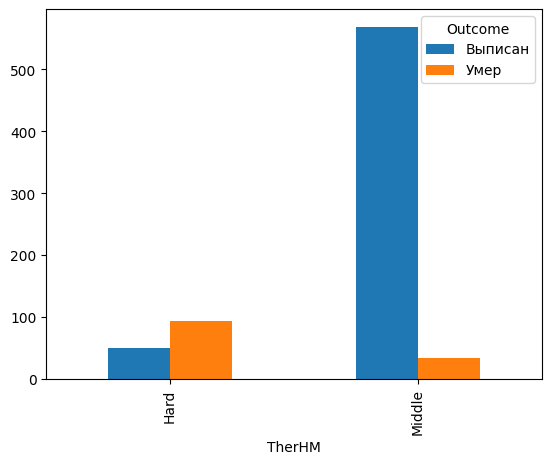 Outcome
Выписан
Умер
500
400
300
200
100
0
Hard
Middle
TherHM